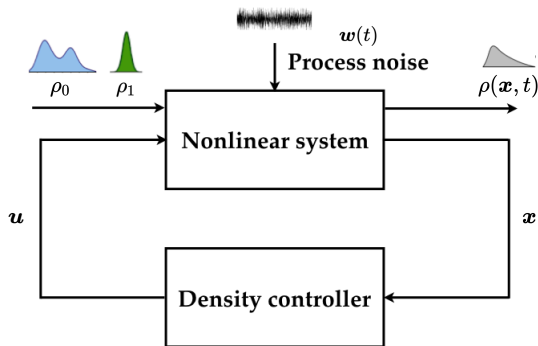 w(t)
Process noise
ρ₀ ρ₁ ρ(x, t)
Nonlinear system
u x
Density controller